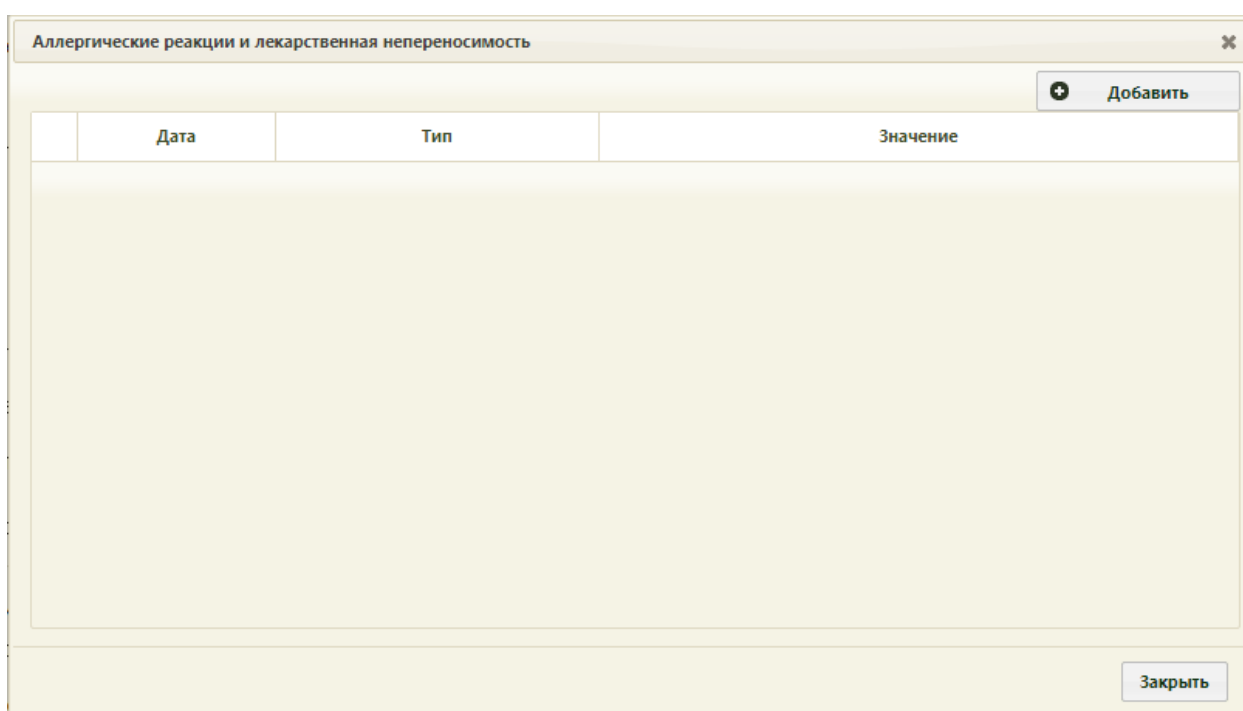 Аллергические реакции и лекарственная непереносимость
Добавить
Дата Тип Значение
Закрыть